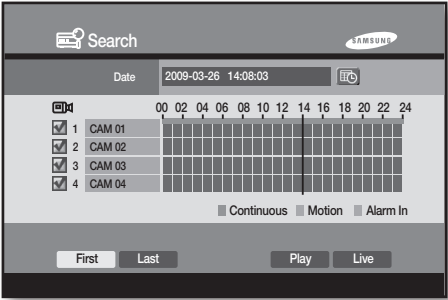 Search
SAMSUNG
Date 2009-03-26 14:08:03
00 02 04 06 08 10 12 14 16 18 20 22 24
1 CAM 01
2 CAM 02
3 CAM 03
4 CAM 04
Continuous Motion Alarm In
First Last Play Live